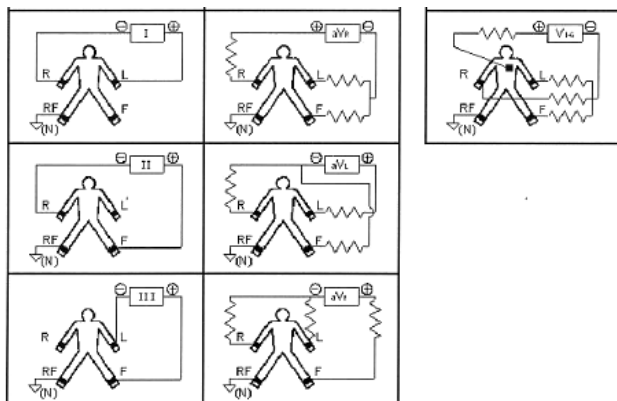 ⊖ I ⊕
R L
RF F
(N)
⊕ aVR ⊖
R L
RF F
(N)
⊕ V1-6 ⊖
R L
RF F
(N)
⊖ II ⊕
R L'
RF F
(N)
⊖ aVL ⊕
R L
RF F
(N)
⊖ III ⊕
R L
RF F
(N)
⊖ aVF ⊕
R L
RF F
(N)